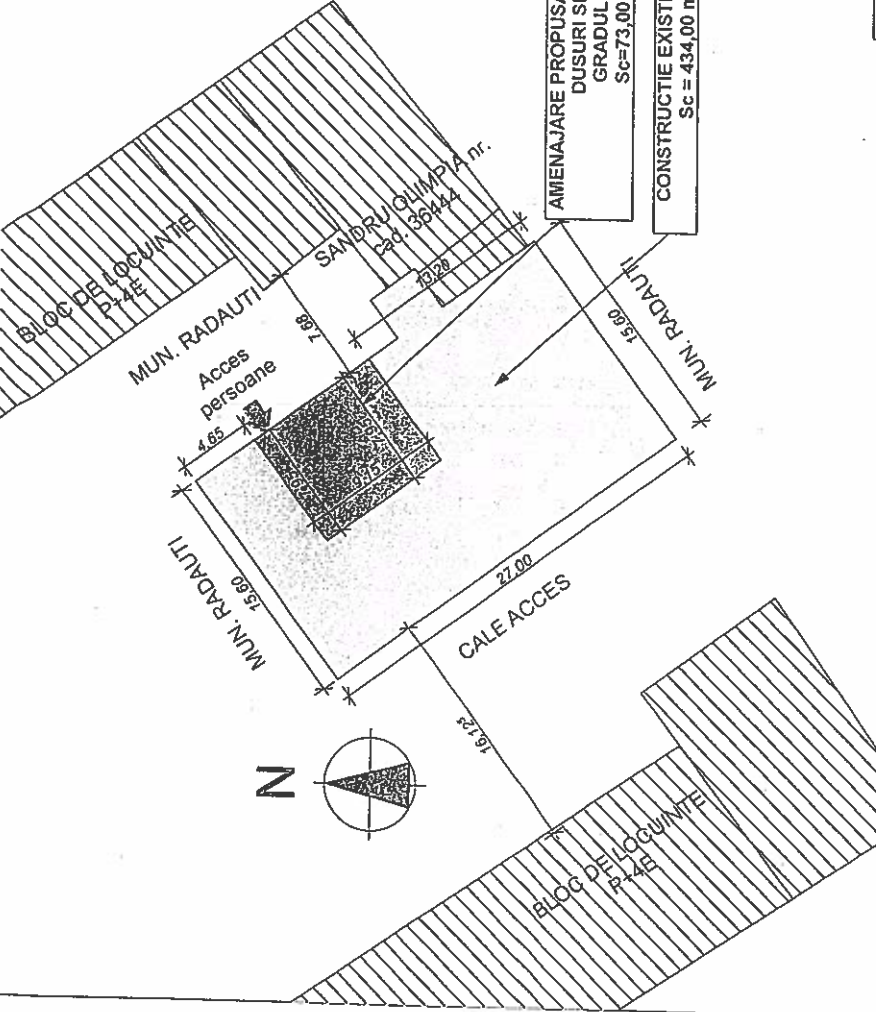 AMENAJARE PROPUSA
DUSURI SI
GRADUL
Sc=73,00
CONSTRUCTIE EXISTE
Sc = 434,00 m
BLOC DE LOCUINTE
P+4E
MUN. RADAUTI
SANDRU OLIMPIA nr.
cad. 36444
Acces
persoane
4,65
7,68
13,20
MUN. RADAUTI
15,60
15,60
MUN. RADAUTI
27,00
CALE ACCES
16,12⁵
N
BLOC DE LOCUINTE
P+4E